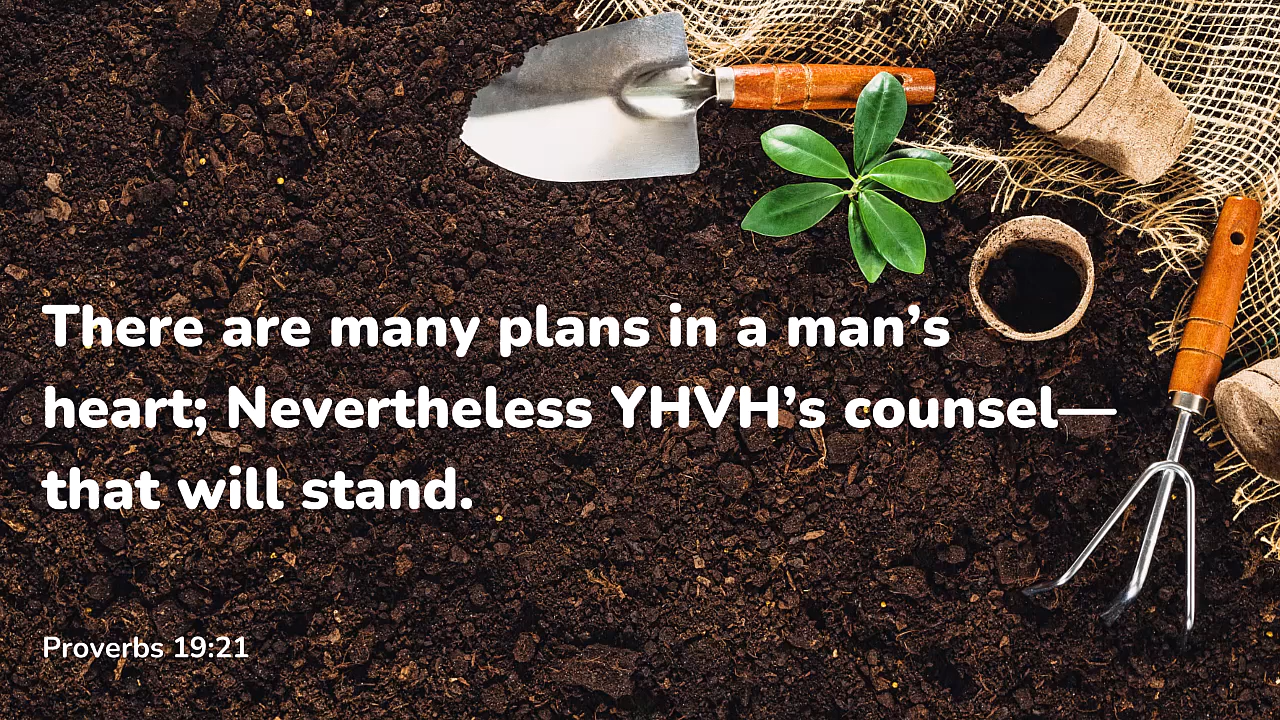 There are many plans in a man’s
heart; Nevertheless YHVH’s counsel—
that will stand.
Proverbs 19:21